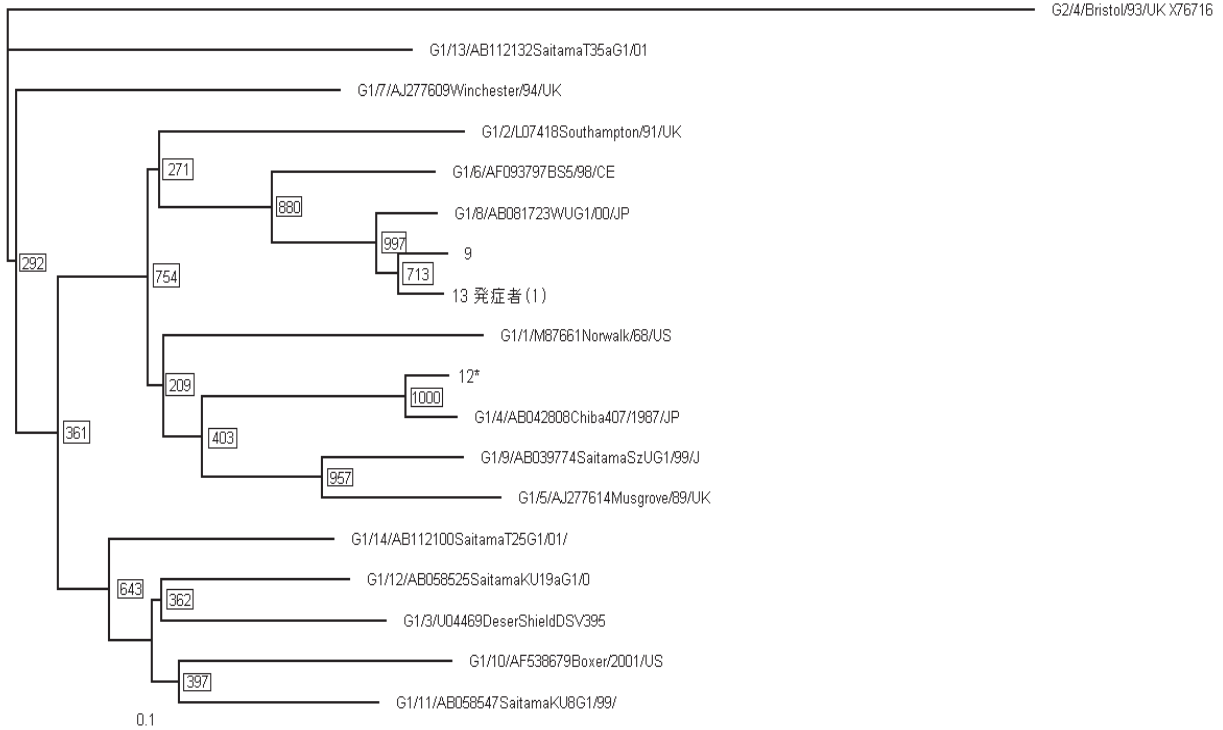 G2/4/Bristol/93/UK X76716
G1/13/AB112132SaitamaT35aG1/01
G1/7/AJ277609Winchester/94/UK
G1/2/L07418Southampton/91/UK
271
G1/6/AF093797BS5/98/CE
880
G1/8/AB081723WUG1/00/JP
997
9
292
754
713
13 発症者(1)
G1/1/M87661Norwalk/68/US
12*
209
1000
G1/4/AB042808Chiba407/1987/JP
361
403
G1/9/AB039774SaitamaSzUG1/99/J
957
G1/5/AJ277614Musgrove/89/UK
G1/14/AB112100SaitamaT25G1/01/
G1/12/AB058525SaitamaKU19aG1/0
643
362
G1/3/U04469DeserShieldDSV395
G1/10/AF538679Boxer/2001/US
397
G1/11/AB058547SaitamaKU8G1/99/
0.1